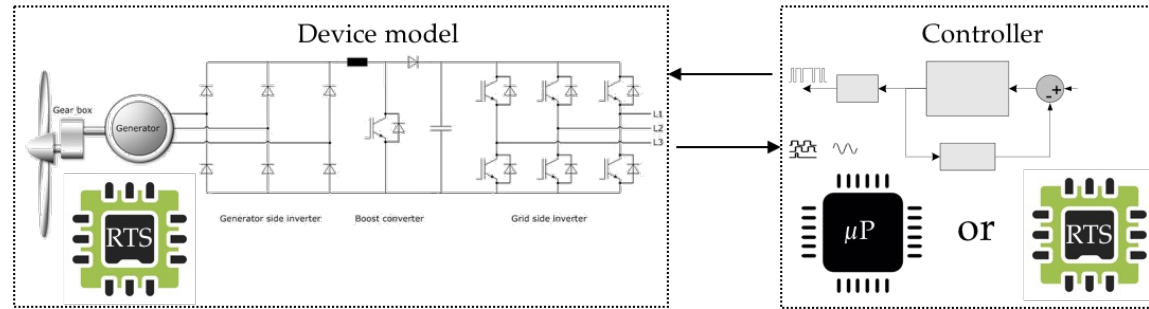 Device model
Gear box
Generator
L1
L2
L3
Generator side inverter
Boost converter
Grid side inverter
RTS
Controller
-+
μP
or
RTS